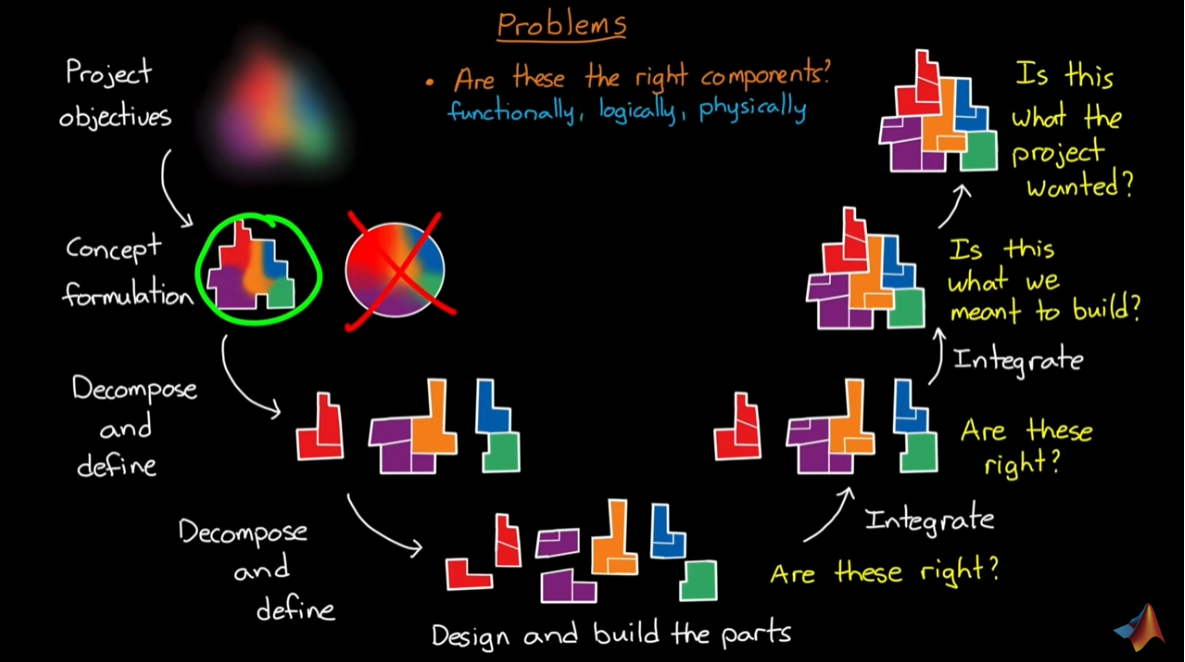 Problems
• Are these the right components?
functionally, logically, physically
Project
objectives
Concept
formulation
Decompose
and
define
Decompose
and
define
Design and build the parts
Are these right?
Integrate
Are these
right?
Integrate
Is this
what we
meant to build?
Is this
what the
project
wanted?